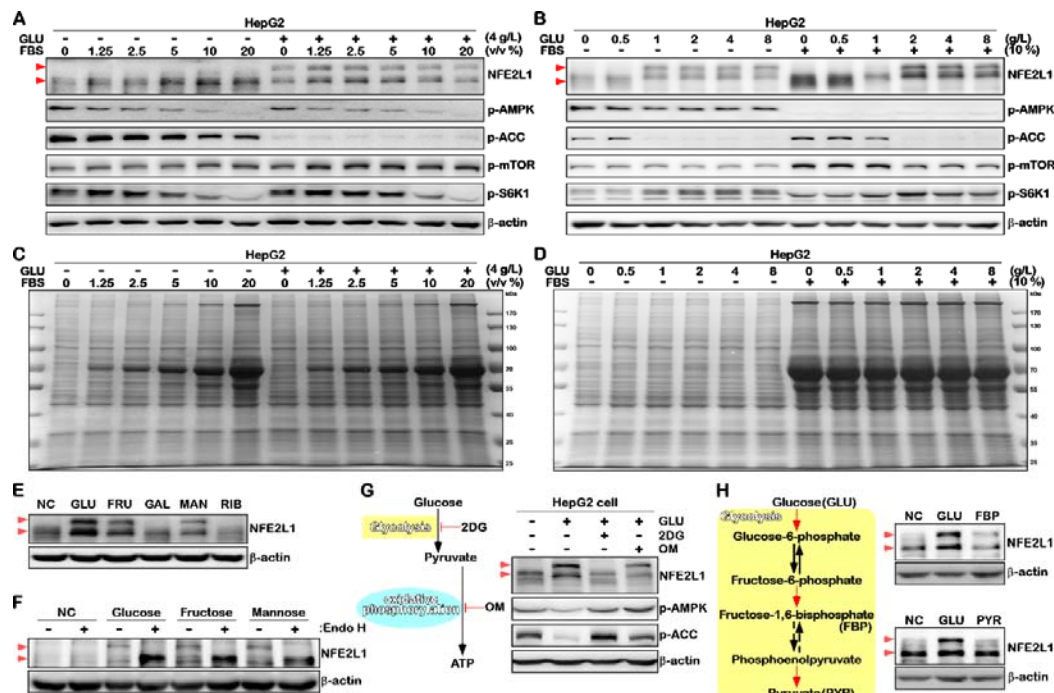 A
HepG2
GLU - - - - - - + + + + + + (4 g/L)
FBS 0 1.25 2.5 5 10 20 0 1.25 2.5 5 10 20 (v/v %)
NFE2L1
p-AMPK
p-ACC
p-mTOR
p-S6K1
β-actin
B
HepG2
GLU 0 0.5 1 2 4 8 0 0.5 1 2 4 8 (g/L)
FBS - - - - - - + + + + + + (10 %)
NFE2L1
p-AMPK
p-ACC
p-mTOR
p-S6K1
β-actin
C
HepG2
GLU - - - - - - + + + + + + (4 g/L)
FBS 0 1.25 2.5 5 10 20 0 1.25 2.5 5 10 20 (v/v %)
kDa
170
130
100
70
55
40
35
25
D
HepG2
GLU 0 0.5 1 2 4 8 0 0.5 1 2 4 8 (g/L)
FBS - - - - - - + + + + + + (10 %)
kDa
170
130
100
70
55
40
35
25
E
NC GLU FRU GAL MAN RIB
NFE2L1
β-actin
F
NC Glucose Fructose Mannose
- + - + - + - + :Endo H
NFE2L1
β-actin
G
Glucose
Glycolysis
2DG
Pyruvate
oxidative
phosphorylation
OM
ATP
HepG2 cell
- + + + GLU
- - + - 2DG
- - - + OM
NFE2L1
p-AMPK
p-ACC
β-actin
H
Glucose(GLU)
Glycolysis
Glucose-6-phosphate
Fructose-6-phosphate
Fructose-1,6-bisphosphate
(FBP)
Phosphoenolpyruvate
Pyruvate(PYR)
NC GLU FBP
NFE2L1
β-actin
NC GLU PYR
NFE2L1
β-actin